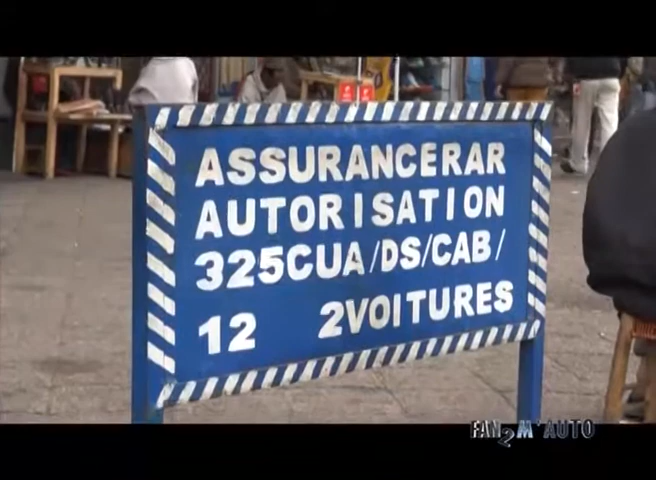 ASSURANCERAR
AUTORISATION
325CUA/DS/CAB/
12 2VOITURES
FAN2M'AUTO